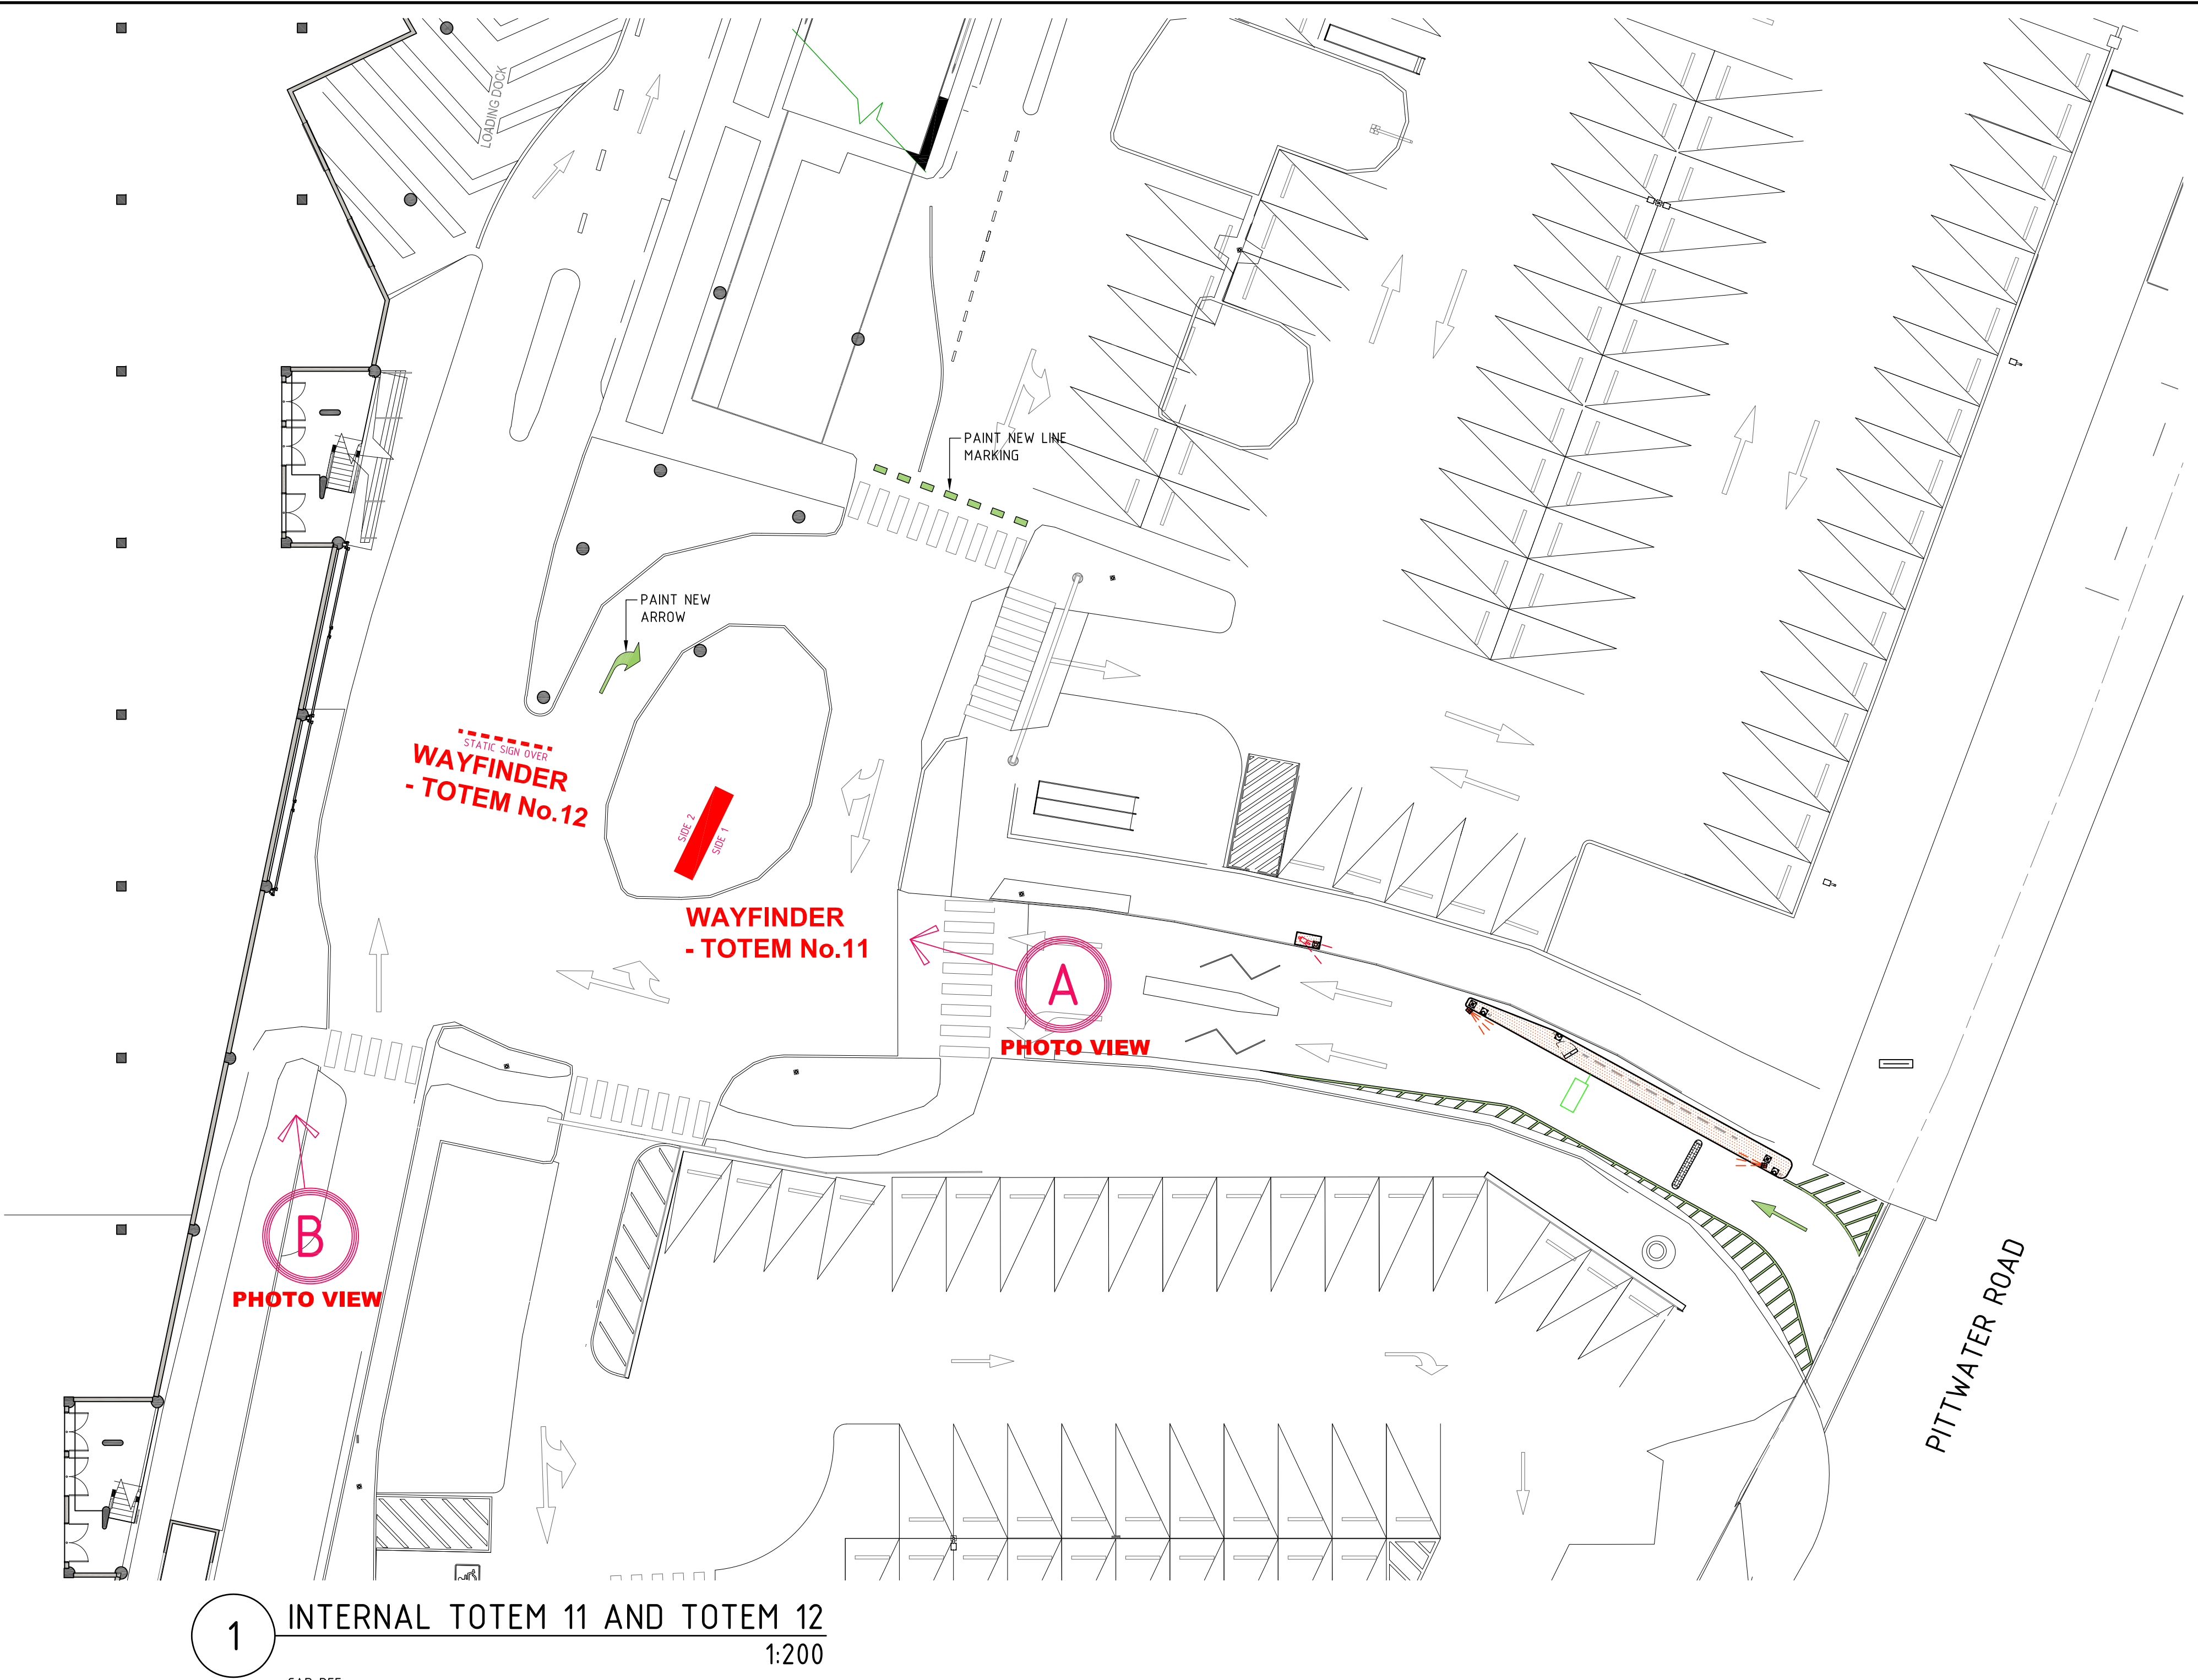 LOADING DOCK
PAINT NEW LINE
MARKING
PAINT NEW
ARROW
STATIC SIGN OVER
WAYFINDER
- TOTEM No.12
SIDE 2
SIDE 1
WAYFINDER
- TOTEM No.11
A
PHOTO VIEW
B
PHOTO VIEW
PITTWATER ROAD
1
INTERNAL TOTEM 11 AND TOTEM 12
1:200